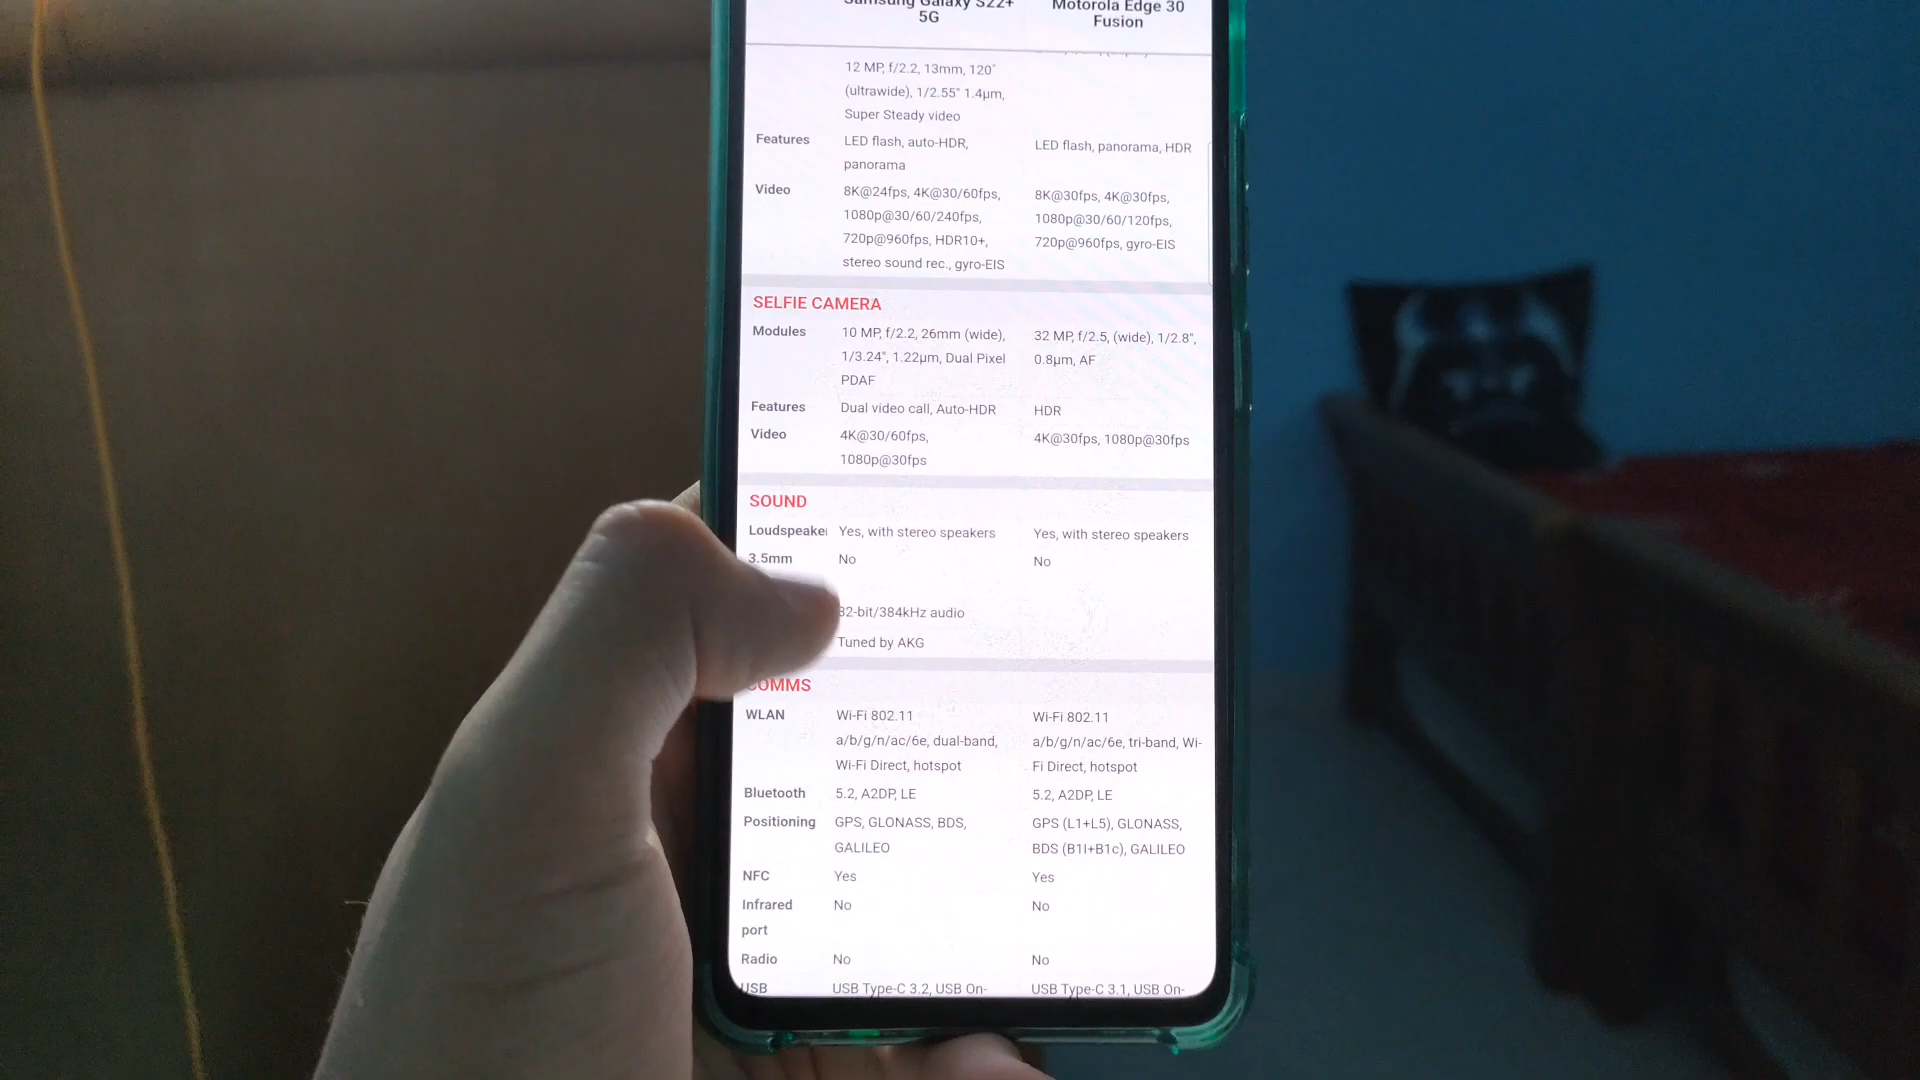 Samsung Galaxy S22+ Motorola Edge 30
5G Fusion
12 MP, f/2.2, 13mm, 120˚
(ultrawide), 1/2.55" 1.4µm,
Super Steady video
Features LED flash, auto-HDR, LED flash, panorama, HDR
panorama
Video 8K@24fps, 4K@30/60fps, 8K@30fps, 4K@30fps,
1080p@30/60/240fps, 1080p@30/60/120fps,
720p@960fps, HDR10+, 720p@960fps, gyro-EIS
stereo sound rec., gyro-EIS
SELFIE CAMERA
Modules 10 MP, f/2.2, 26mm (wide), 32 MP, f/2.5, (wide), 1/2.8",
1/3.24", 1.22µm, Dual Pixel 0.8µm, AF
PDAF
Features Dual video call, Auto-HDR HDR
Video 4K@30/60fps, 4K@30fps, 1080p@30fps
1080p@30fps
SOUND
Loudspeaker Yes, with stereo speakers Yes, with stereo speakers
3.5mm No No
32-bit/384kHz audio
Tuned by AKG
COMMS
WLAN Wi-Fi 802.11 Wi-Fi 802.11
a/b/g/n/ac/6e, dual-band, a/b/g/n/ac/6e, tri-band, Wi-
Wi-Fi Direct, hotspot Fi Direct, hotspot
Bluetooth 5.2, A2DP, LE 5.2, A2DP, LE
Positioning GPS, GLONASS, BDS, GPS (L1+L5), GLONASS,
GALILEO BDS (B1I+B1c), GALILEO
NFC Yes Yes
Infrared No No
port
Radio No No
USB USB Type-C 3.2, USB On- USB Type-C 3.1, USB On-